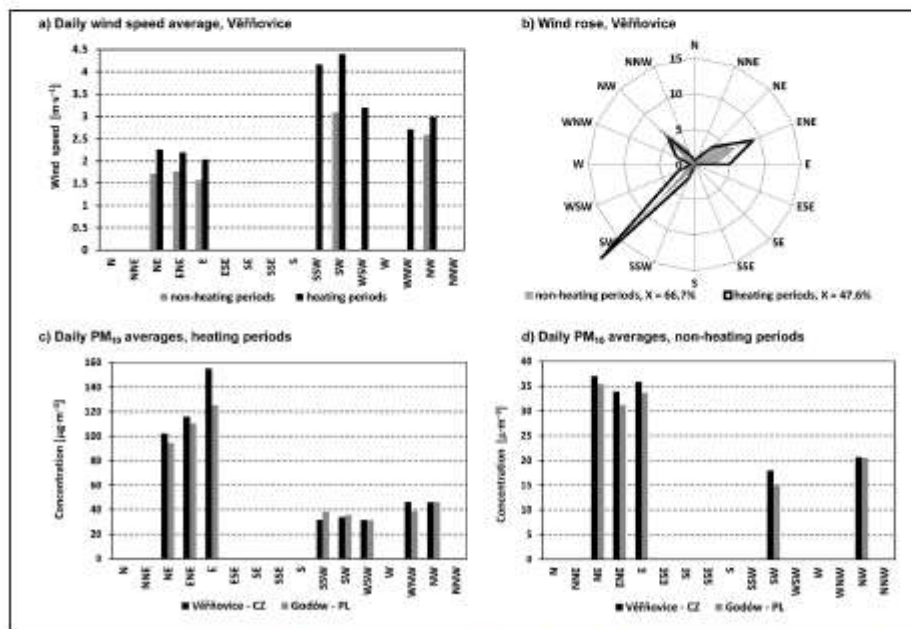 a) Daily wind speed average, Věřňovice
Wind speed [m·s⁻¹]
4.5
4
3.5
3
2.5
2
1.5
1
0.5
0
N NNE NE ENE E ESE SE SSE S SSW SW WSW W WNW NW NNW
non-heating periods heating periods
b) Wind rose, Věřňovice
N
NNW NNE
NW NE
WNW ENE
W E
WSW ESE
SW SE
SSW SSE
S
15
10
5
0
non-heating periods, X = 66,7% heating periods, X = 47,6%
c) Daily PM₁₀ averages, heating periods
Concentration [µg·m⁻³]
160
140
120
100
80
60
40
20
0
N NNE NE ENE E ESE SE SSE S SSW SW WSW W WNW NW NNW
Věřňovice - CZ Godów - PL
d) Daily PM₁₀ averages, non-heating periods
Concentration
40
35
30
25
20
15
10
5
0
N NNE NE ENE E ESE SE SSE S SSW SW WSW W WNW NW NNW
Věřňovice - CZ Godów - PL